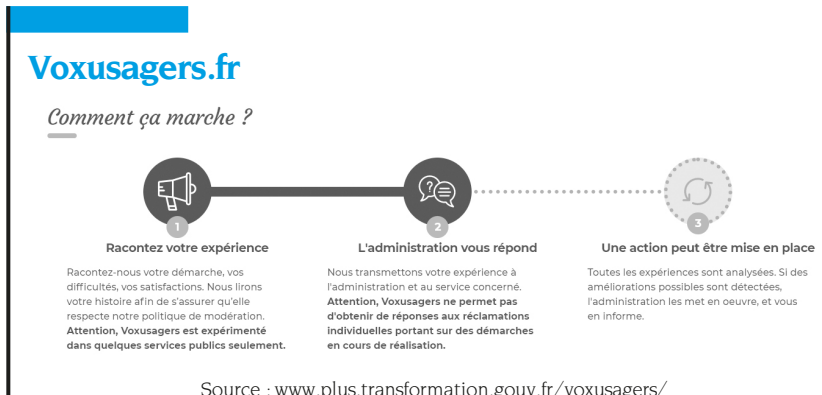 Voxusagers.fr
Comment ça marche ?
?
1
Racontez votre expérience
Racontez-nous votre démarche, vos
difficultés, vos satisfactions. Nous lirons
votre histoire afin de s'assurer qu'elle
respecte notre politique de modération.
Attention, Voxusagers est expérimenté
dans quelques services publics seulement.
2
L'administration vous répond
Nous transmettons votre expérience à
l'administration et au service concerné.
Attention, Voxusagers ne permet pas
d'obtenir de réponses aux réclamations
individuelles portant sur des démarches
en cours de réalisation.
3
Une action peut être mise en place
Toutes les expériences sont analysées. Si des
améliorations possibles sont détectées,
l'administration les met en oeuvre, et vous
en informe.
Source : www.plus.transformation.gouv.fr/voxusagers/